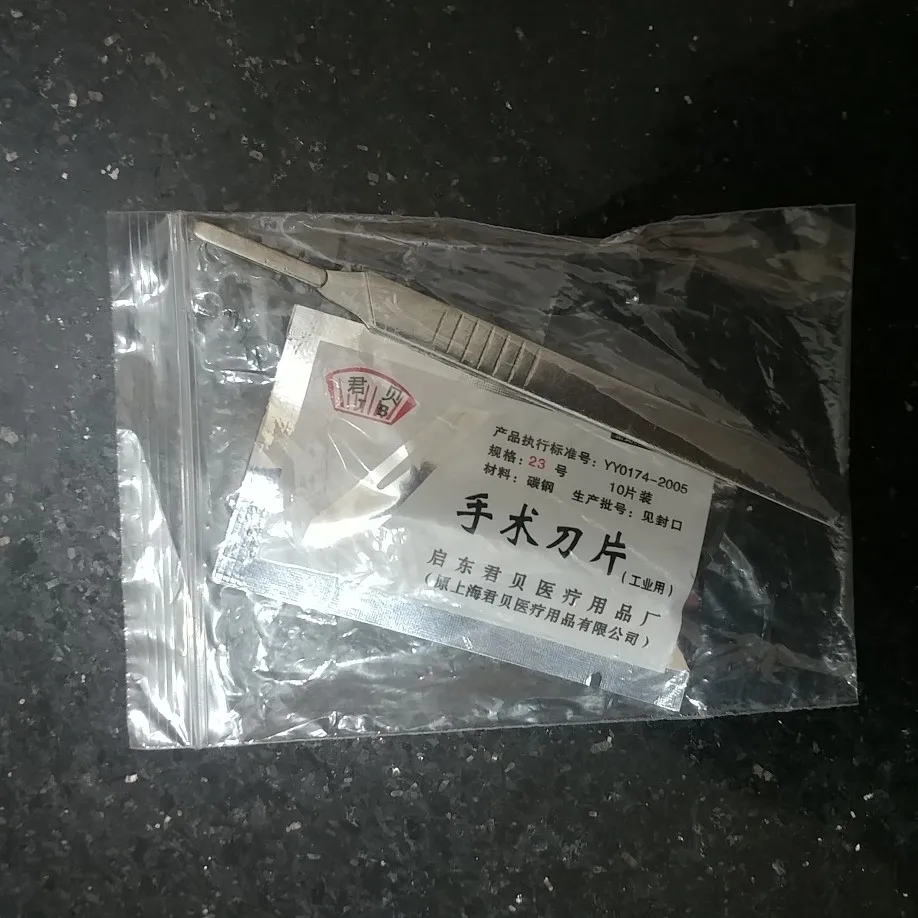 君 贝
产品执行标准号：YY0174-2005
规格：23 号 10片装
材料：碳钢 生产批号：见封口
手术刀片（工业用）
启东君贝医疗用品厂
（原上海君贝医疗用品有限公司）